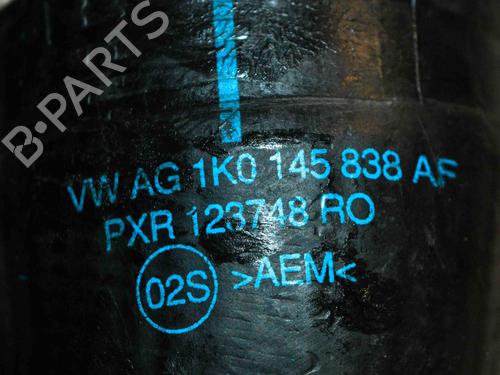 B-PARTS
VW AG 1K0 145 838 AF
PXR 123748 RO
02S >AEM<